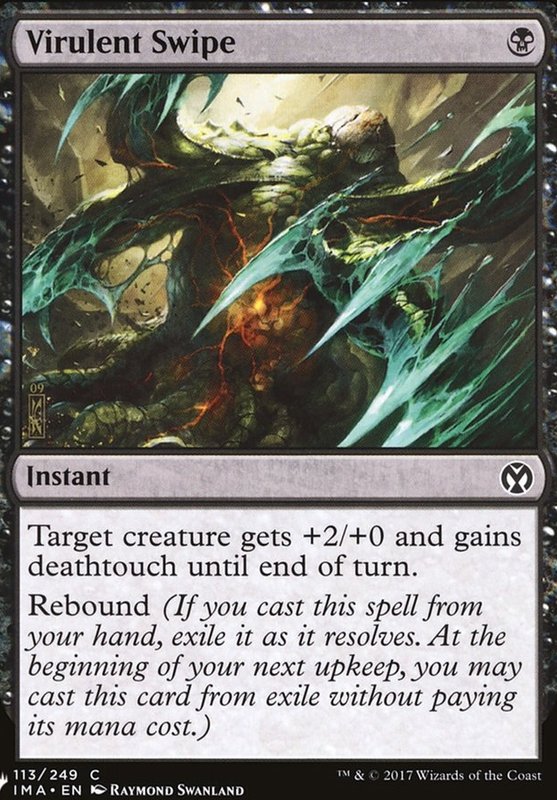 Virulent Swipe
09
Instant
Target creature gets +2/+0 and gains
deathtouch until end of turn.
Rebound (If you cast this spell from
your hand, exile it as it resolves. At the
beginning of your next upkeep, you may
cast this card from exile without paying
its mana cost.)
113/249 C
IMA • EN Raymond Swanland
™ & © 2017 Wizards of the Coast